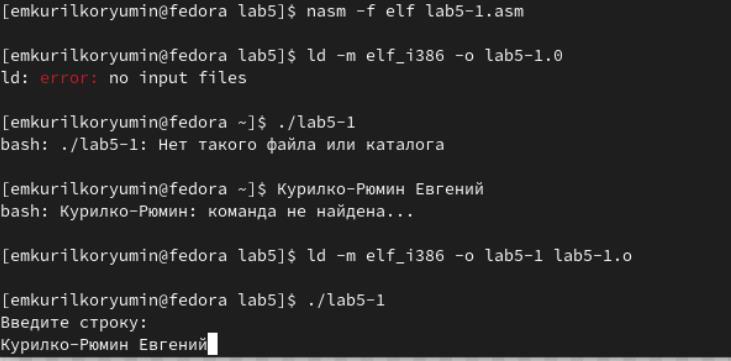 [emkurilkoryumin@fedora lab5]$ nasm -f elf lab5-1.asm
[emkurilkoryumin@fedora lab5]$ ld -m elf_i386 -o lab5-1.0
ld: error: no input files
[emkurilkoryumin@fedora ~]$ ./lab5-1
bash: ./lab5-1: Нет такого файла или каталога
[emkurilkoryumin@fedora ~]$ Курилко-Рюмин Евгений
bash: Курилко-Рюмин: команда не найдена...
[emkurilkoryumin@fedora lab5]$ ld -m elf_i386 -o lab5-1 lab5-1.o
[emkurilkoryumin@fedora lab5]$ ./lab5-1
Введите строку:
Курилко-Рюмин Евгений